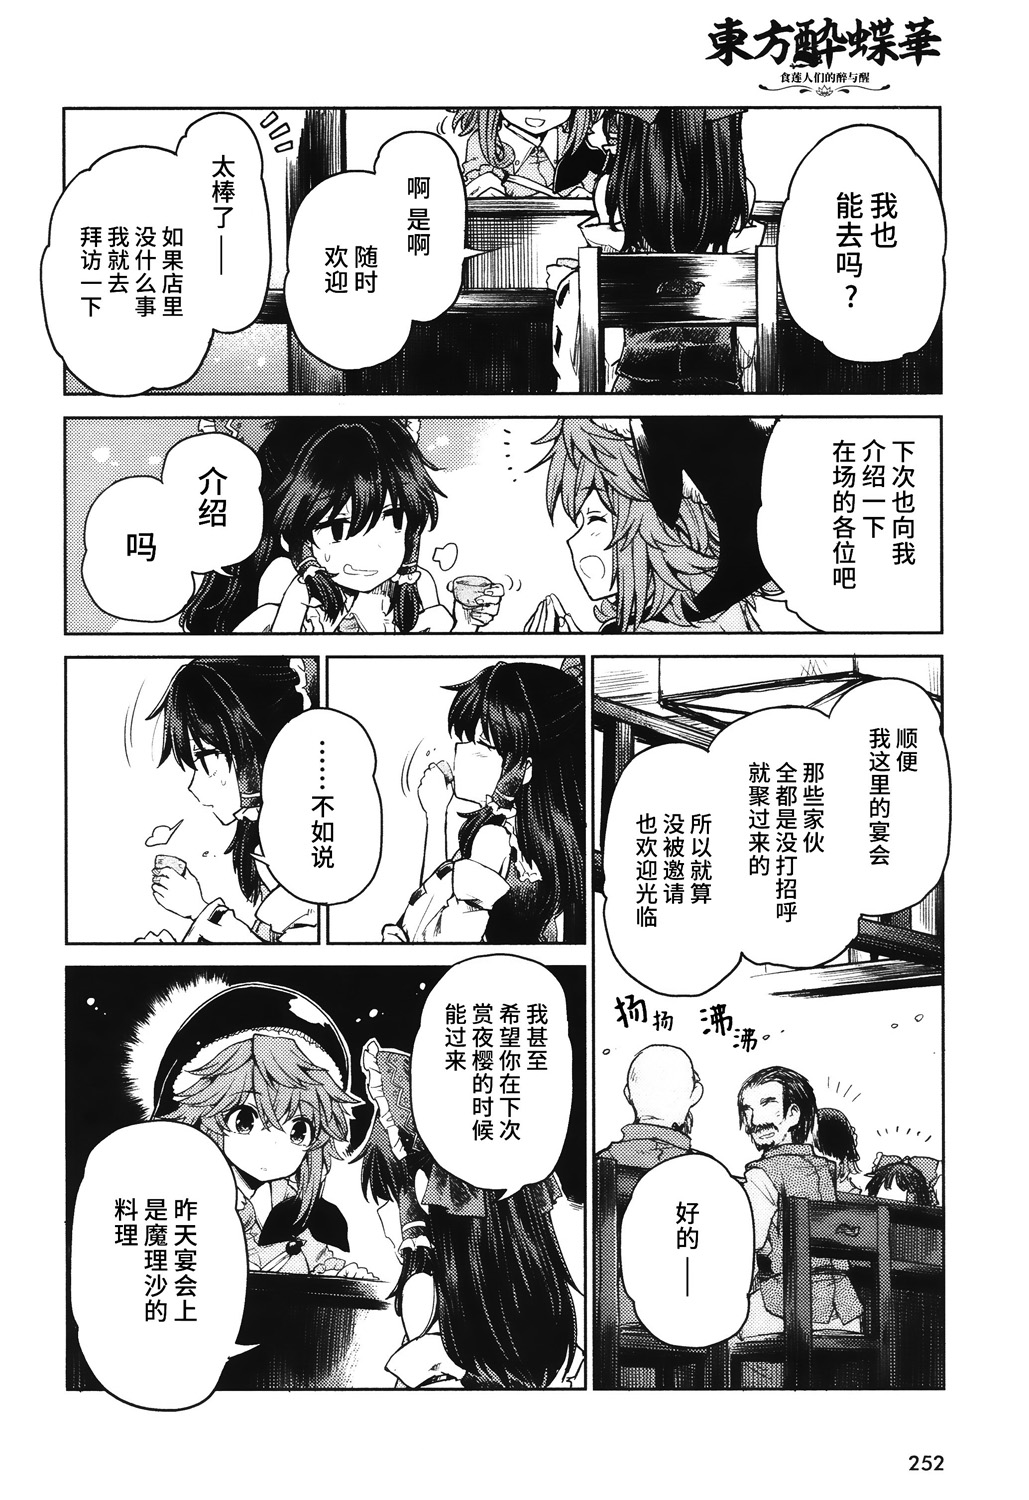 東方酔蝶華
食莲人们的醉与醒
我也
能去吗？
啊是啊
随时
欢迎
太棒了——
如果店里
没什么事
我就去
拜访一下
下次也向我
介绍一下
在场的各位吧
介绍
吗
顺便
我这里的宴会
那些家伙
全都是没打招呼
就聚过来的
所以就算
没被邀请
也欢迎光临
扬扬
沸沸
好的——
……不如说
我甚至
希望你在下次
赏夜樱的时候
能过来
昨天宴会上
是魔理沙的
料理
252